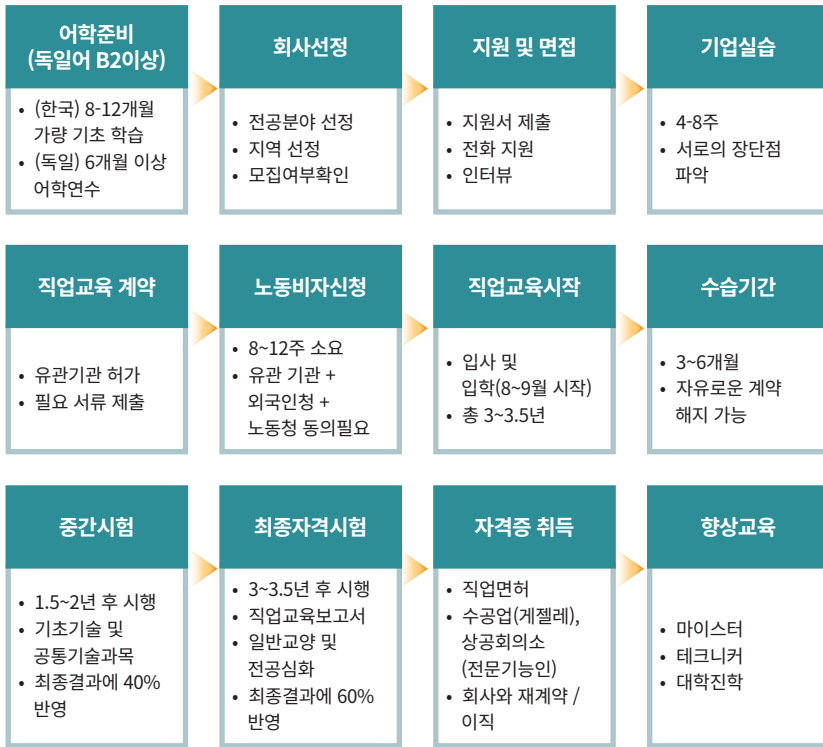 어학준비
(독일어 B2이상)
• (한국) 8-12개월
가량 기초 학습
• (독일) 6개월 이상
어학연수
회사선정
• 전공분야 선정
• 지역 선정
• 모집여부확인
지원 및 면접
• 지원서 제출
• 전화 지원
• 인터뷰
기업실습
• 4-8주
• 서로의 장단점
파악
직업교육 계약
• 유관기관 허가
• 필요 서류 제출
노동비자신청
• 8~12주 소요
• 유관 기관 +
외국인청 +
노동청 동의필요
직업교육시작
• 입사 및
입학(8~9월 시작)
• 총 3~3.5년
수습기간
• 3~6개월
• 자유로운 계약
해지 가능
중간시험
• 1.5~2년 후 시행
• 기초기술 및
공통기술과목
• 최종결과에 40%
반영
최종자격시험
• 3~3.5년 후 시행
• 직업교육보고서
• 일반교양 및
전공심화
• 최종결과에 60%
반영
자격증 취득
• 직업면허
• 수공업(게젤레),
상공회의소
(전문기능인)
• 회사와 재계약 /
이직
향상교육
• 마이스터
• 테크니커
• 대학진학